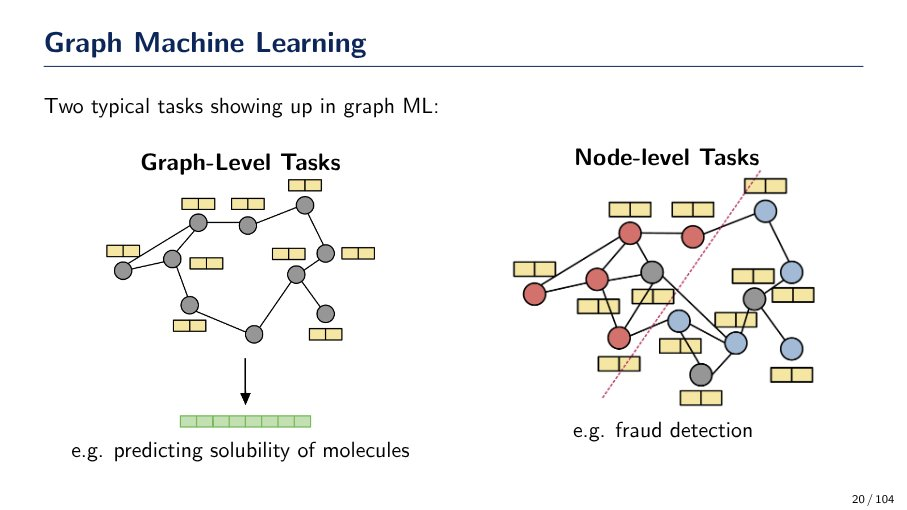 Graph Machine Learning
Two typical tasks showing up in graph ML:
Graph-Level Tasks
e.g. predicting solubility of molecules
Node-level Tasks
e.g. fraud detection
20 / 104